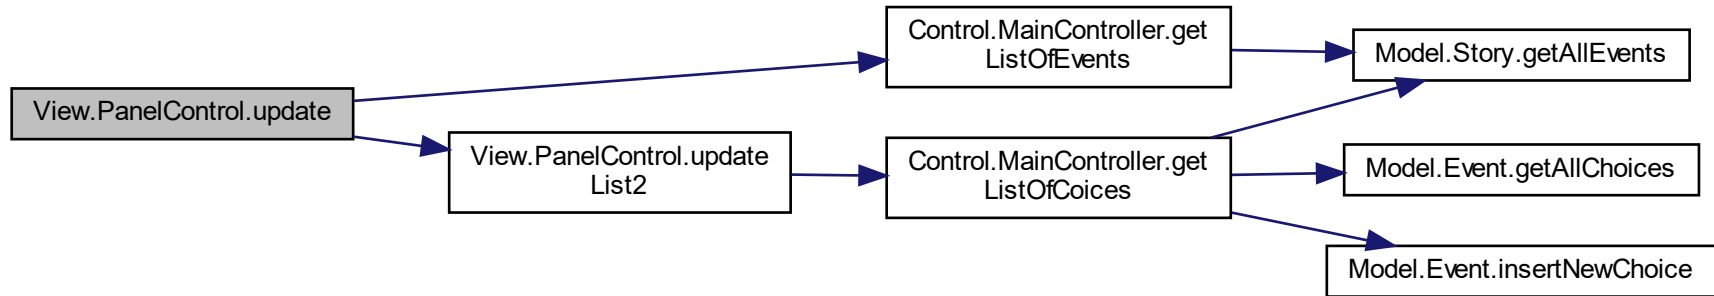 View.PanelControl.update
View.PanelControl.update
List2
Control.MainController.get
ListOfEvents
Control.MainController.get
ListOfCoices
Model.Story.getAllEvents
Model.Event.getAllChoices
Model.Event.insertNewChoice